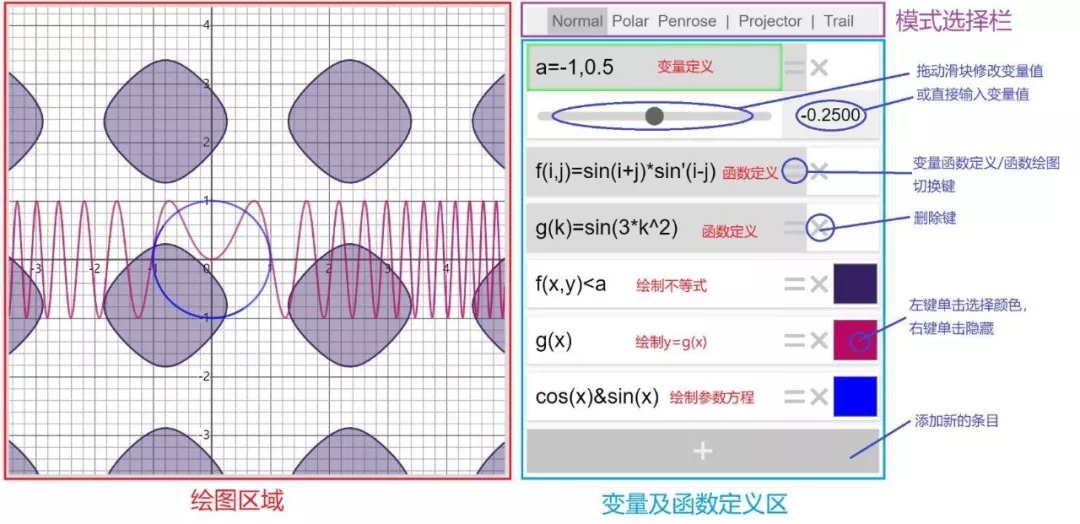 4
3
2
1
-3
-2
-1
0
1
2
3
4
-1
-2
-3
绘图区域
Normal Polar Penrose | Projector | Trail
模式选择栏
a=-1,0.5 变量定义
-0.2500
拖动滑块修改变量值
或直接输入变量值
f(i,j)=sin(i+j)*sin'(i-j) 函数定义
变量函数定义/函数绘图
切换键
g(k)=sin(3*k^2) 函数定义
删除键
f(x,y)<a 绘制不等式
g(x) 绘制y=g(x)
左键单击选择颜色,
右键单击隐藏
cos(x)&sin(x) 绘制参数方程
+
添加新的条目
变量及函数定义区